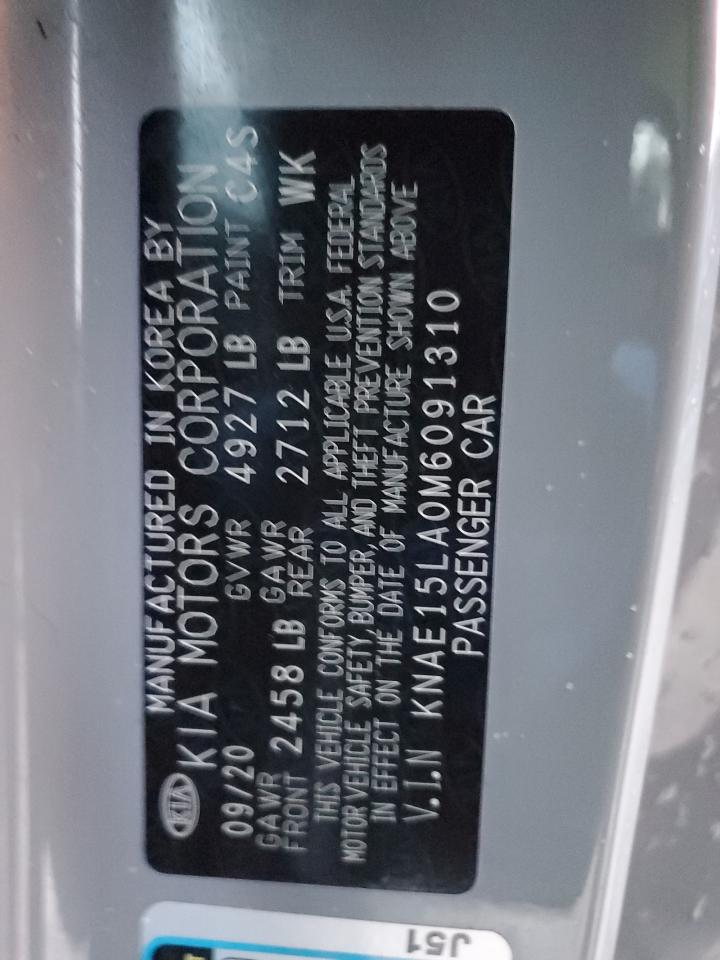 MANUFACTURED IN KOREA BY
KIA KIA MOTORS CORPORATION
09/20 GVWR 4927 LB PAINT C4S
GAWR FRONT 2458 LB GAWR REAR 2712 LB TRIM WK
THIS VEHICLE CONFORMS TO ALL APPLICABLE U.S.A. FEDERAL
MOTOR VEHICLE SAFETY, BUMPER, AND THEFT PREVENTION STANDARDS
IN EFFECT ON THE DATE OF MANUFACTURE SHOWN ABOVE
V.I.N KNAE15LA0M6091310
PASSENGER CAR
J51